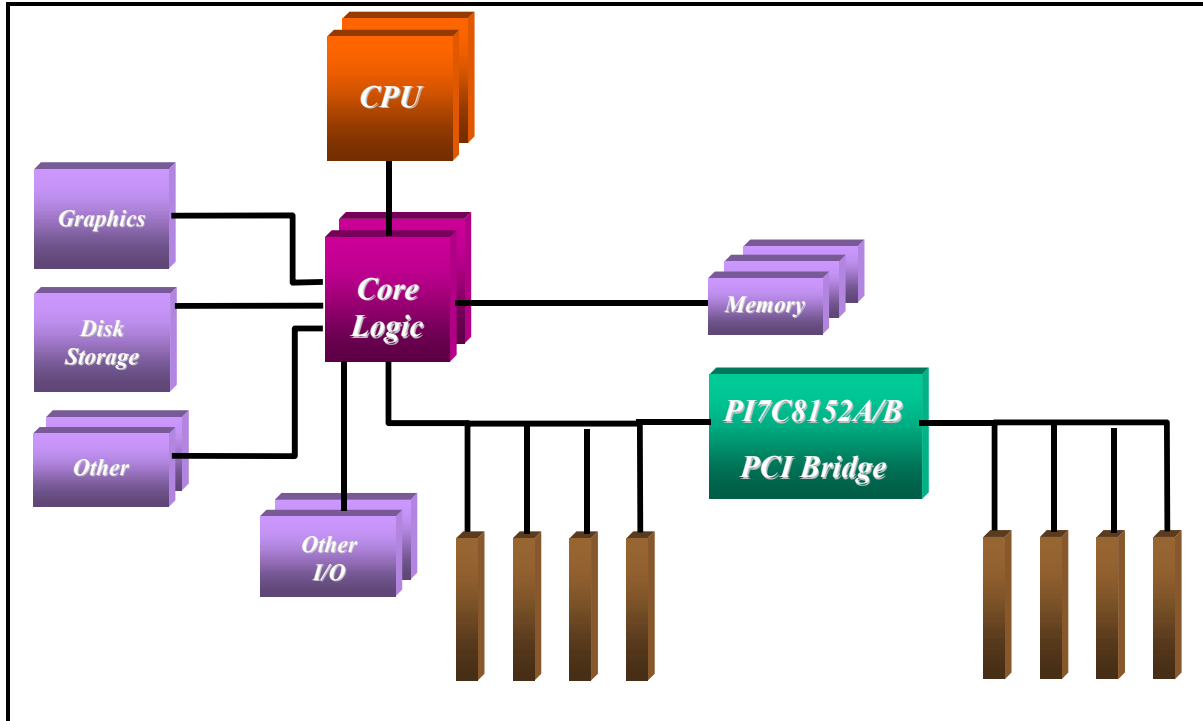 CPU
Graphics
Core
Logic
Memory
Disk
Storage
PI7C8152A/B
PCI Bridge
Other
Other
I/O